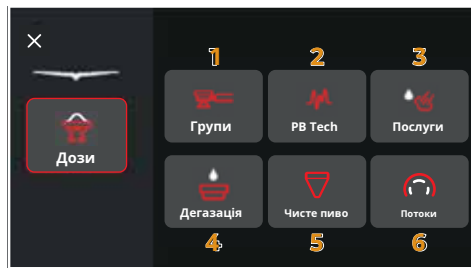 1 2 3
Групи PB Tech Послуги
Дози
Дегазація Чисте пиво Потоки
4 5 6